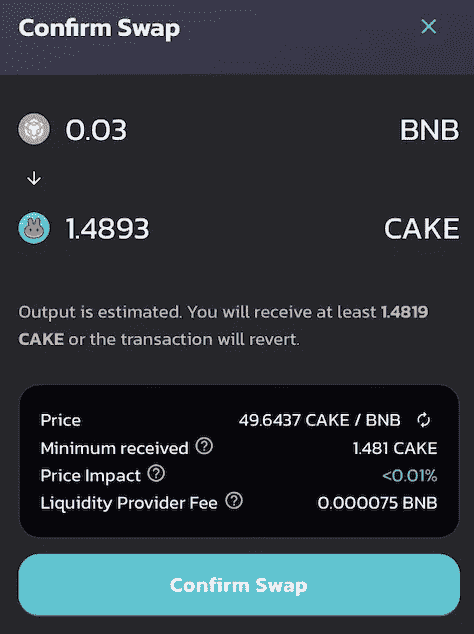 Confirm Swap
0.03 BNB
1.4893 CAKE
Output is estimated. You will receive at least 1.4819
CAKE or the transaction will revert.
Price 49.6437 CAKE / BNB
Minimum received 1.481 CAKE
Price Impact <0.01%
Liquidity Provider Fee 0.000075 BNB
Confirm Swap